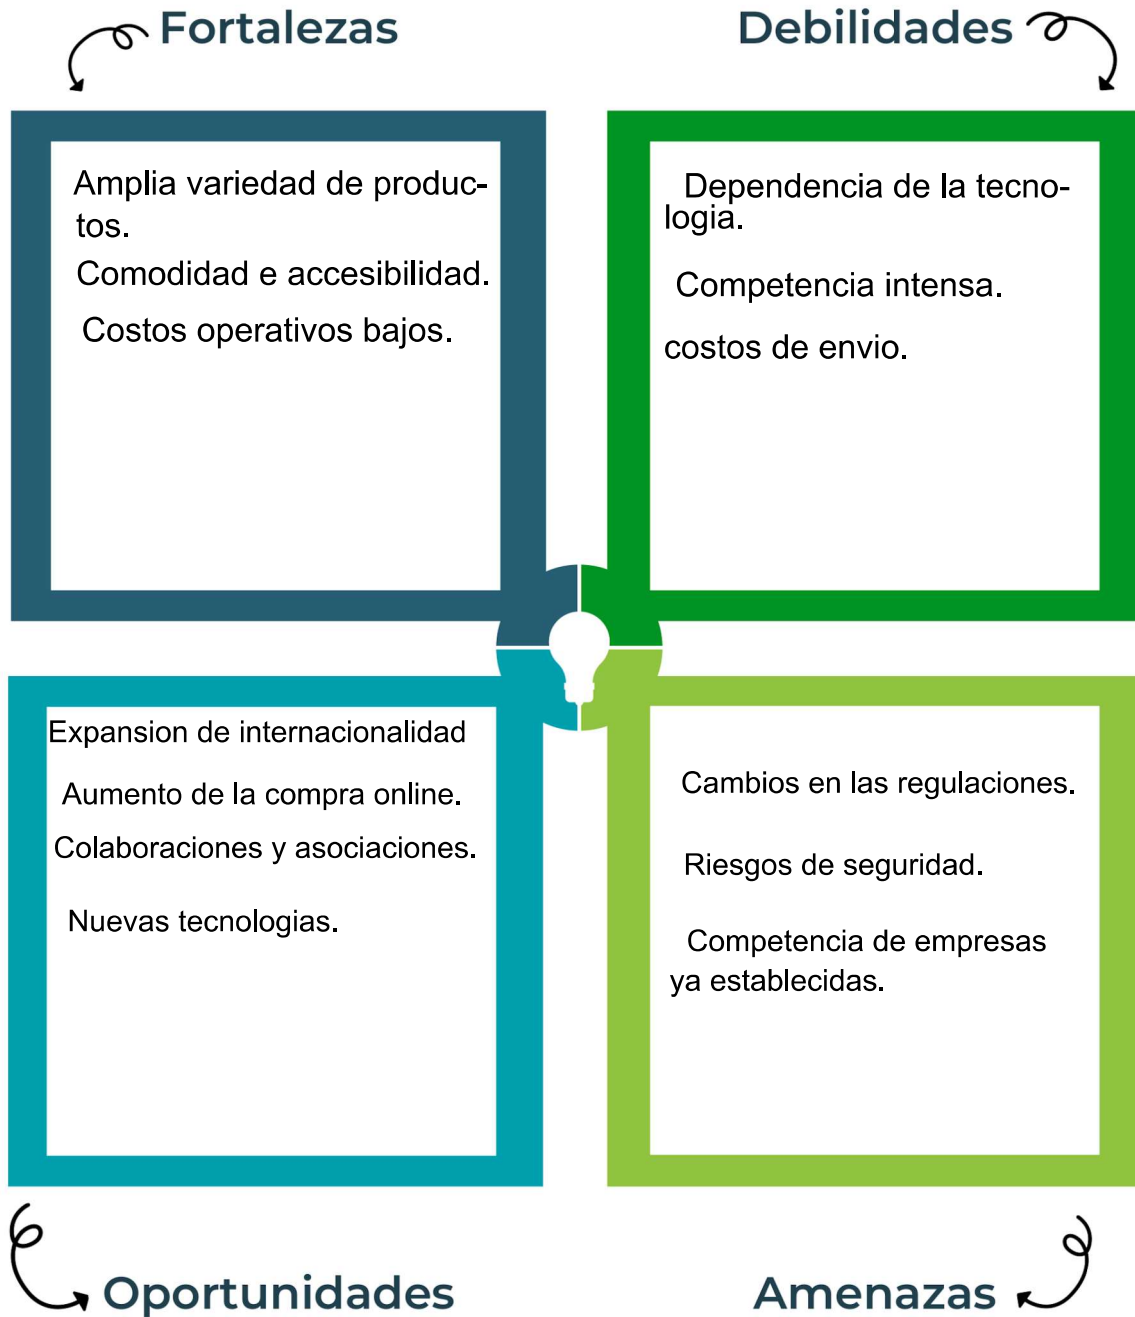 Fortalezas
Amplia variedad de produc-
tos.
Comodidad e accesibilidad.
Costos operativos bajos.
Debilidades
Dependencia de la tecno-
logia.
Competencia intensa.
costos de envio.
Expansion de internacionalidad
Aumento de la compra online.
Colaboraciones y asociaciones.
Nuevas tecnologias.
Oportunidades
Cambios en las regulaciones.
Riesgos de seguridad.
Competencia de empresas
ya establecidas.
Amenazas